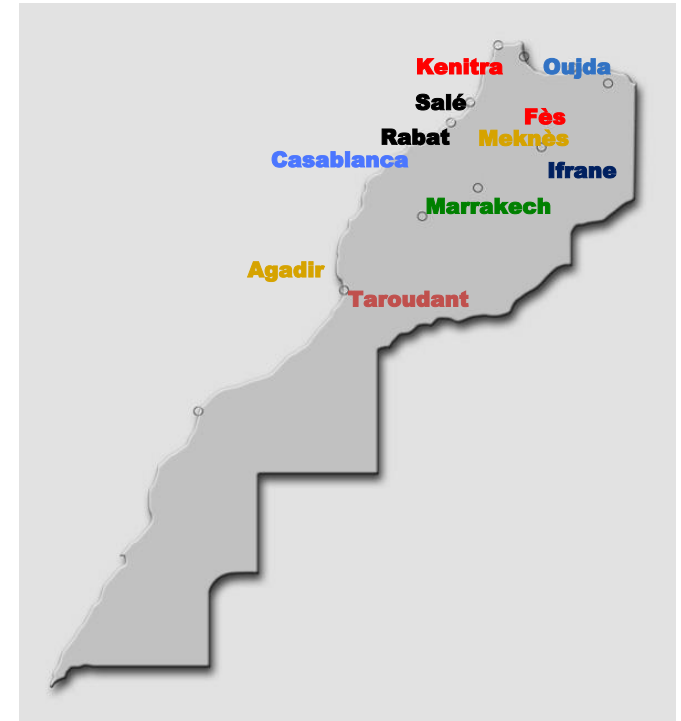 Kenitra
Oujda
Salé
Fès
Rabat
Meknès
Casablanca
Ifrane
Marrakech
Agadir
Taroudant